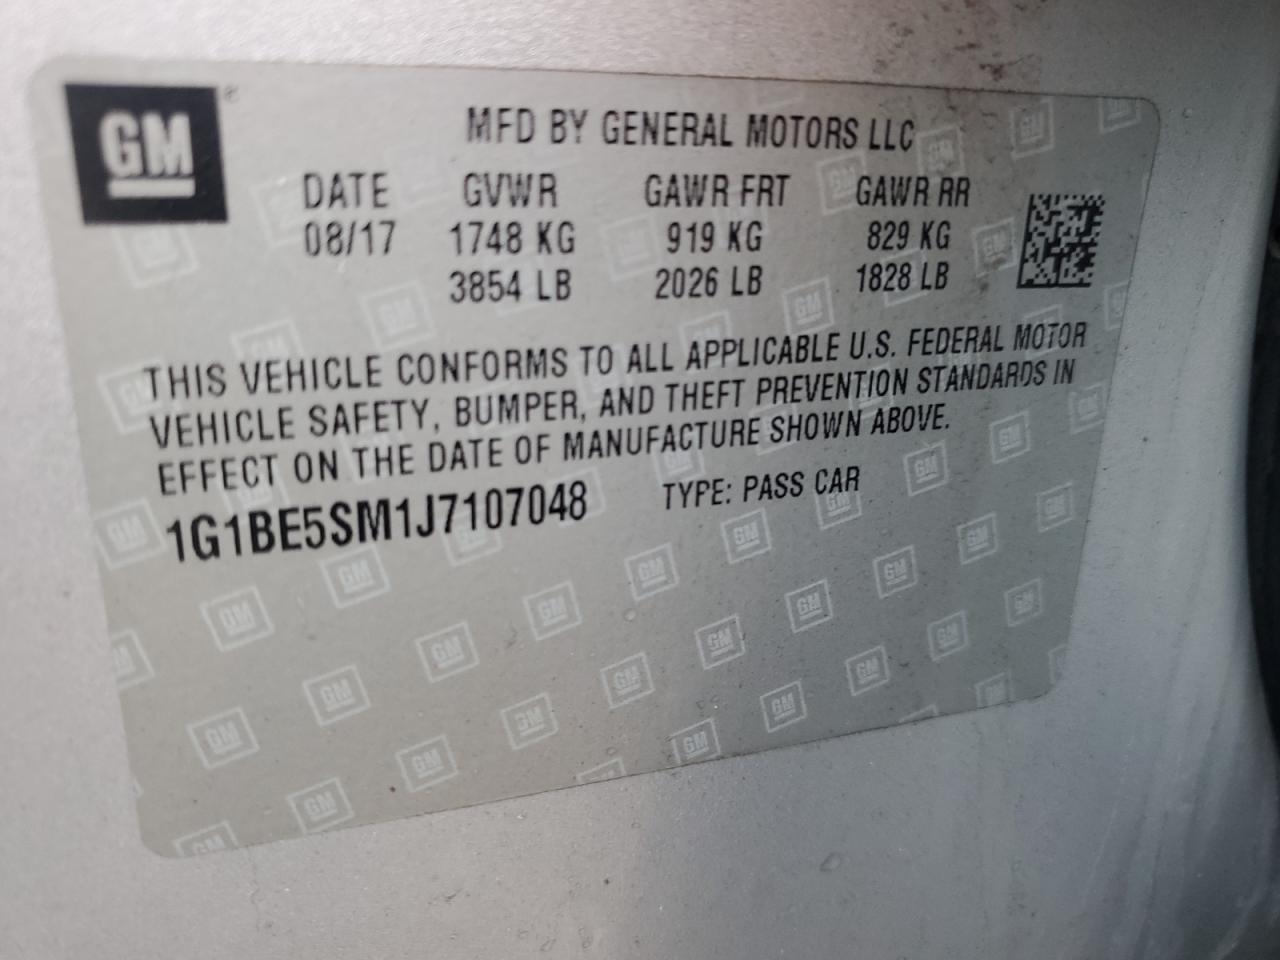 GM ®
MFD BY GENERAL MOTORS LLC
DATE GVWR GAWR FRT GAWR RR
08/17 1748 KG 919 KG 829 KG
3854 LB 2026 LB 1828 LB
THIS VEHICLE CONFORMS TO ALL APPLICABLE U.S. FEDERAL MOTOR
VEHICLE SAFETY, BUMPER, AND THEFT PREVENTION STANDARDS IN
EFFECT ON THE DATE OF MANUFACTURE SHOWN ABOVE.
1G1BE5SM1J7107048 TYPE: PASS CAR